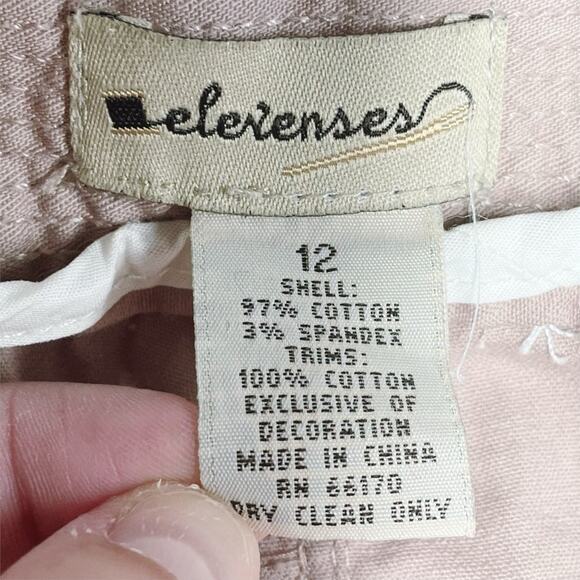 elevenses
12
SHELL:
97% COTTON
3% SPANDEX
TRIMS:
100% COTTON
EXCLUSIVE OF
DECORATION
MADE IN CHINA
RN 66170
DRY CLEAN ONLY